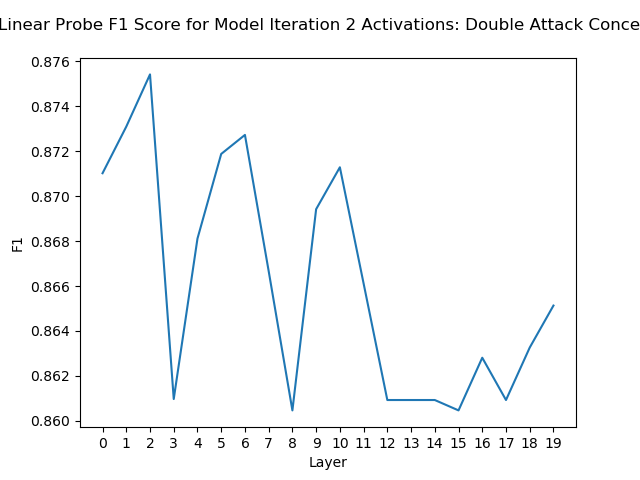 Linear Probe F1 Score for Model Iteration 2 Activations: Double Attack Conce
0.876
0.874
0.872
0.870
0.868
0.866
0.864
0.862
0.860
F1
0 1 2 3 4 5 6 7 8 9 10 11 12 13 14 15 16 17 18 19
Layer